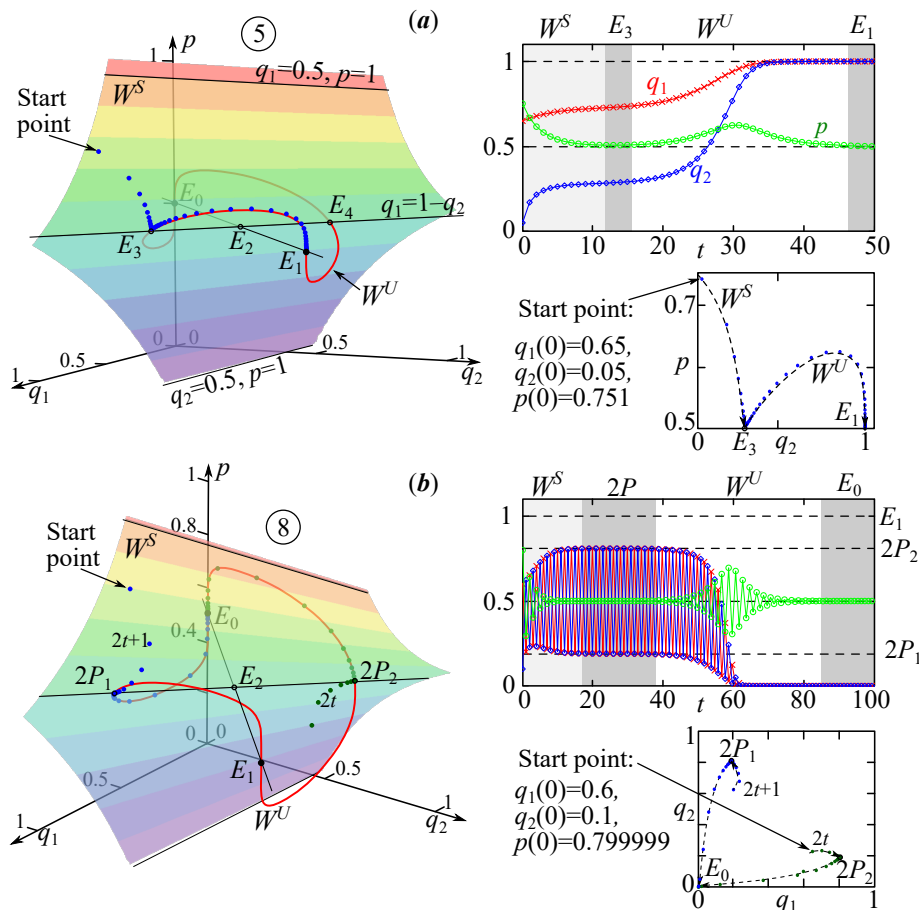 (a)
5
p
1
q1=0.5, p=1
W^S
Start
point
E0
q1=1−q2
E4
E3
E2
E1
W^U
0
0
0.5
0.5
1
q1
q2=0.5, p=1
1
q2
W^S
E3
W^U
E1
1
0.5
0
q1
p
q2
0
10
20
30
40
50
t
Start point:
q1(0)=0.65,
q2(0)=0.05,
p(0)=0.751
0.7
p
0.5
W^S
W^U
E1
0
E3
q2
1
(b)
8
p
1
0.8
W^S
Start
point
0.4
2t+1
E0
2P1
E2
2P2
2t
0
0
E1
0.5
0.5
W^U
1
q1
1
q2
W^S
2P
W^U
E0
1
E1
2P2
0.5
2P1
0
0
20
40
60
80
100
t
Start point:
q1(0)=0.6,
q2(0)=0.1,
p(0)=0.799999
1
2P1
2t+1
q2
2t
E0
2P2
0
0
q1
1